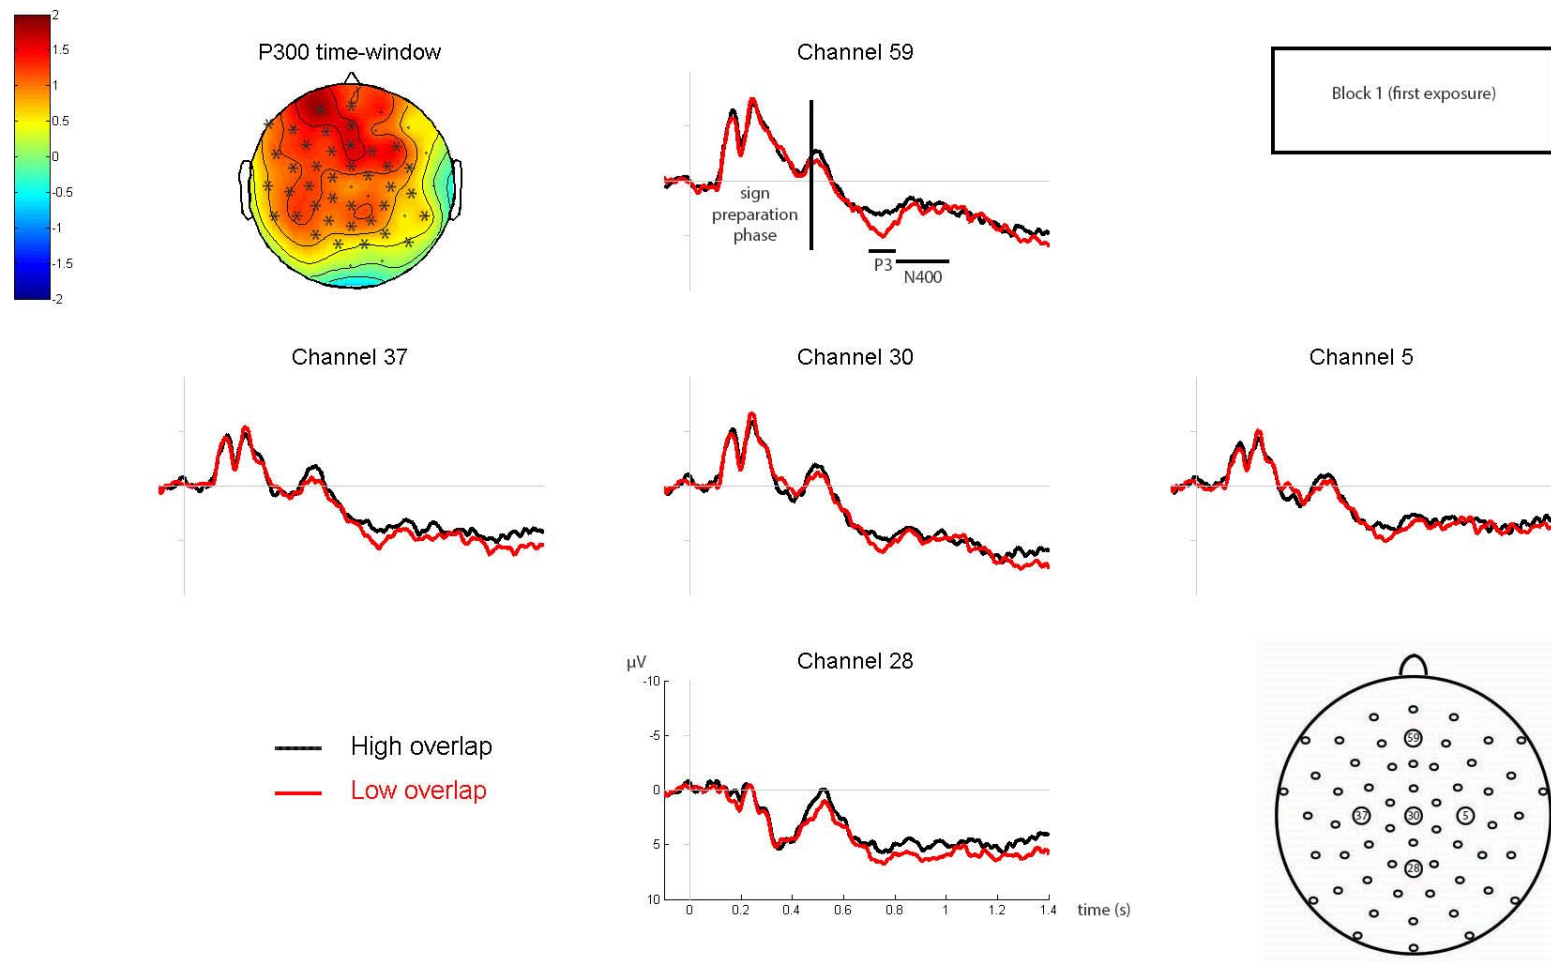 2
1.5
1
0.5
0
-0.5
-1
-1.5
-2
P300 time-window
Channel 59
Block 1 (first exposure)
sign
preparation
phase
P3
N400
Channel 37
Channel 30
Channel 5
µV
Channel 28
-10
-5
0
5
10
0 0.2 0.4 0.6 0.8 1 1.2 1.4
time (s)
High overlap
Low overlap
59
37 30 5
28